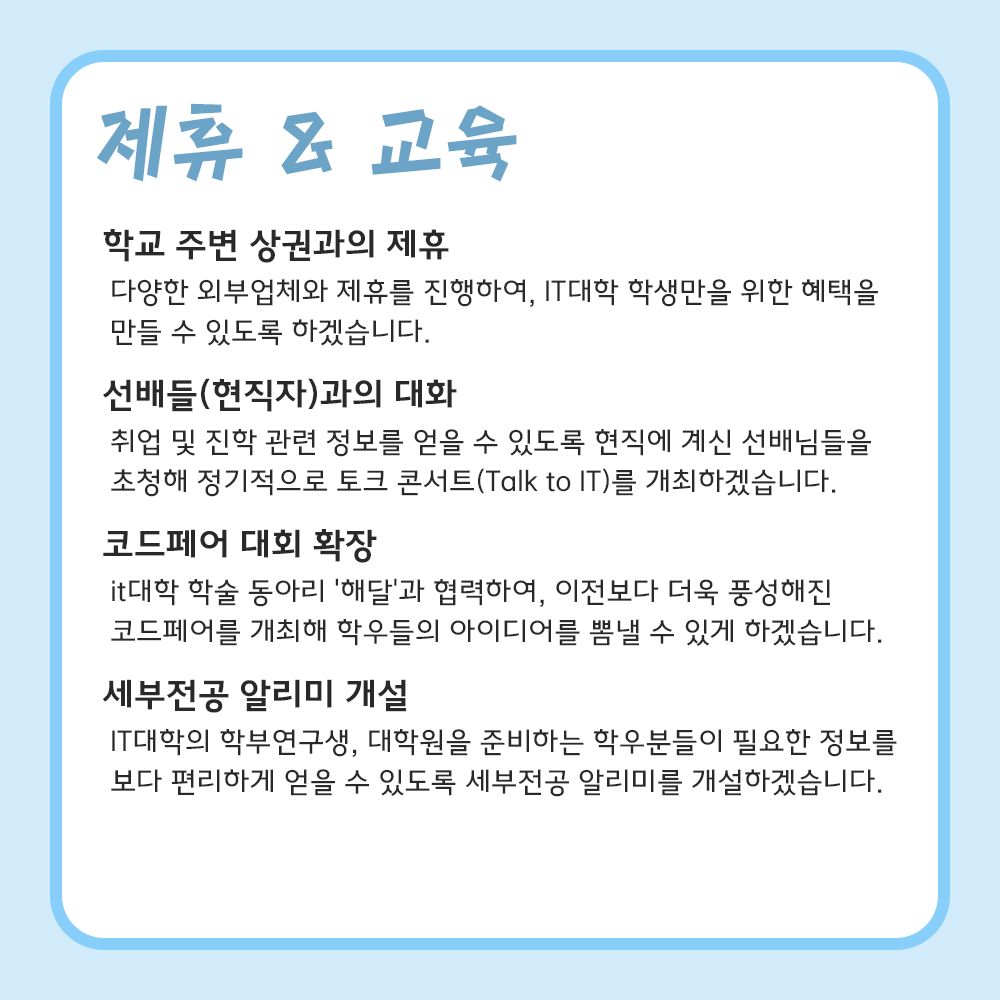 제휴 & 교육
학교 주변 상권과의 제휴
다양한 외부업체와 제휴를 진행하여, IT대학 학생만을 위한 혜택을
만들 수 있도록 하겠습니다.
선배들(현직자)과의 대화
취업 및 진학 관련 정보를 얻을 수 있도록 현직에 계신 선배님들을
초청해 정기적으로 토크 콘서트(Talk to IT)를 개최하겠습니다.
코드페어 대회 확장
it대학 학술 동아리 '해달'과 협력하여, 이전보다 더욱 풍성해진
코드페어를 개최해 학우들의 아이디어를 뽐낼 수 있게 하겠습니다.
세부전공 알리미 개설
IT대학의 학부연구생, 대학원을 준비하는 학우분들이 필요한 정보를
보다 편리하게 얻을 수 있도록 세부전공 알리미를 개설하겠습니다.